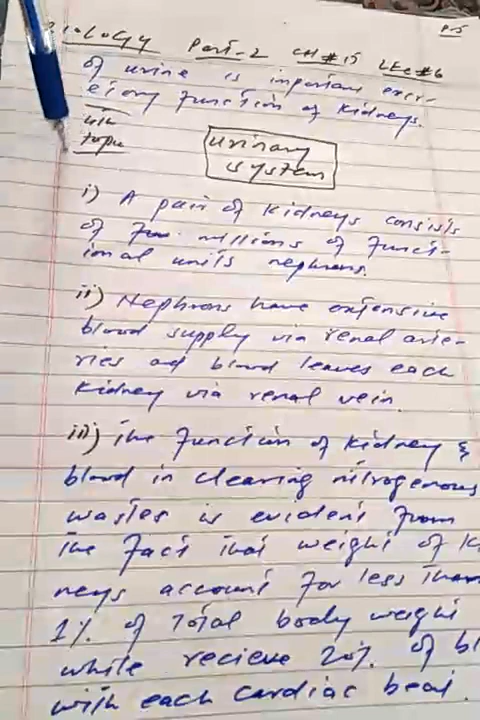 P-5
BIOLOGY Part-2 CH#15 LEC#6
of urine is important excr-
etory function of kidneys.
4th
topic
urinary
system
i) A pair of kidneys consists
of millions of funct-
ional units nephrons.
ii) Nephrons have extensive
blood supply via renal arte-
ries and blood leaves each
kidney via renal vein.
iii) The function of kidney &
blood in clearing nitrogenous
wastes is evident from
the fact that weight of ki
neys account for less than
1% of total body weight
while recieve 20% of bl
with each cardiac beat.